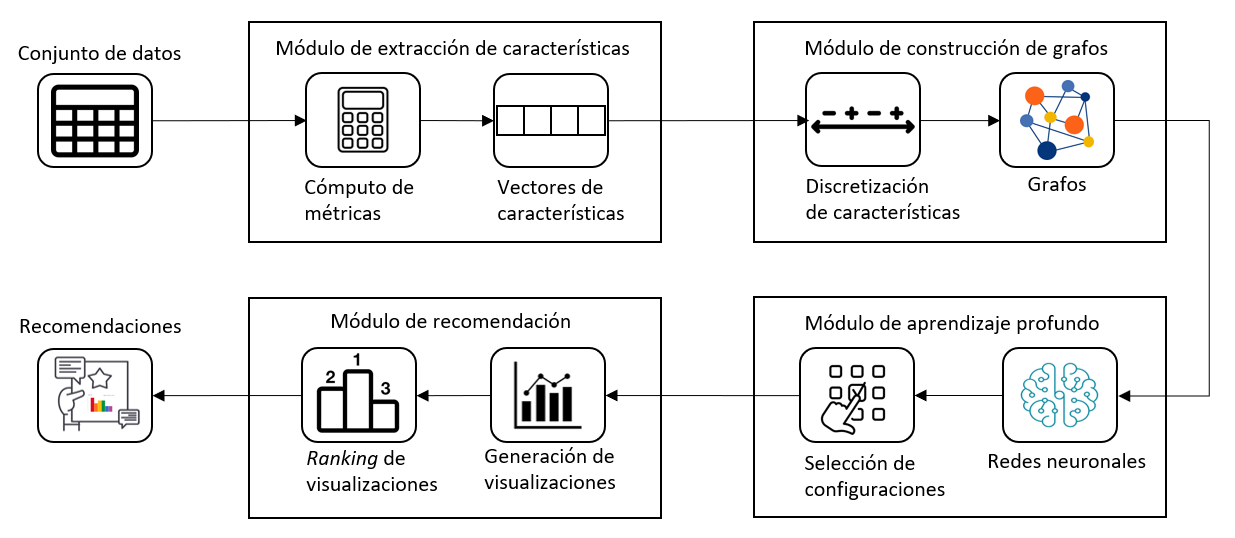 Conjunto de datos
Módulo de extracción de características
Cómputo de
métricas
Vectores de
características
Módulo de construcción de grafos
Discretización
de características
Grafos
Módulo de aprendizaje profundo
Redes neuronales
Selección de
configuraciones
Módulo de recomendación
Generación de
visualizaciones
1
2
3
Ranking de
visualizaciones
Recomendaciones